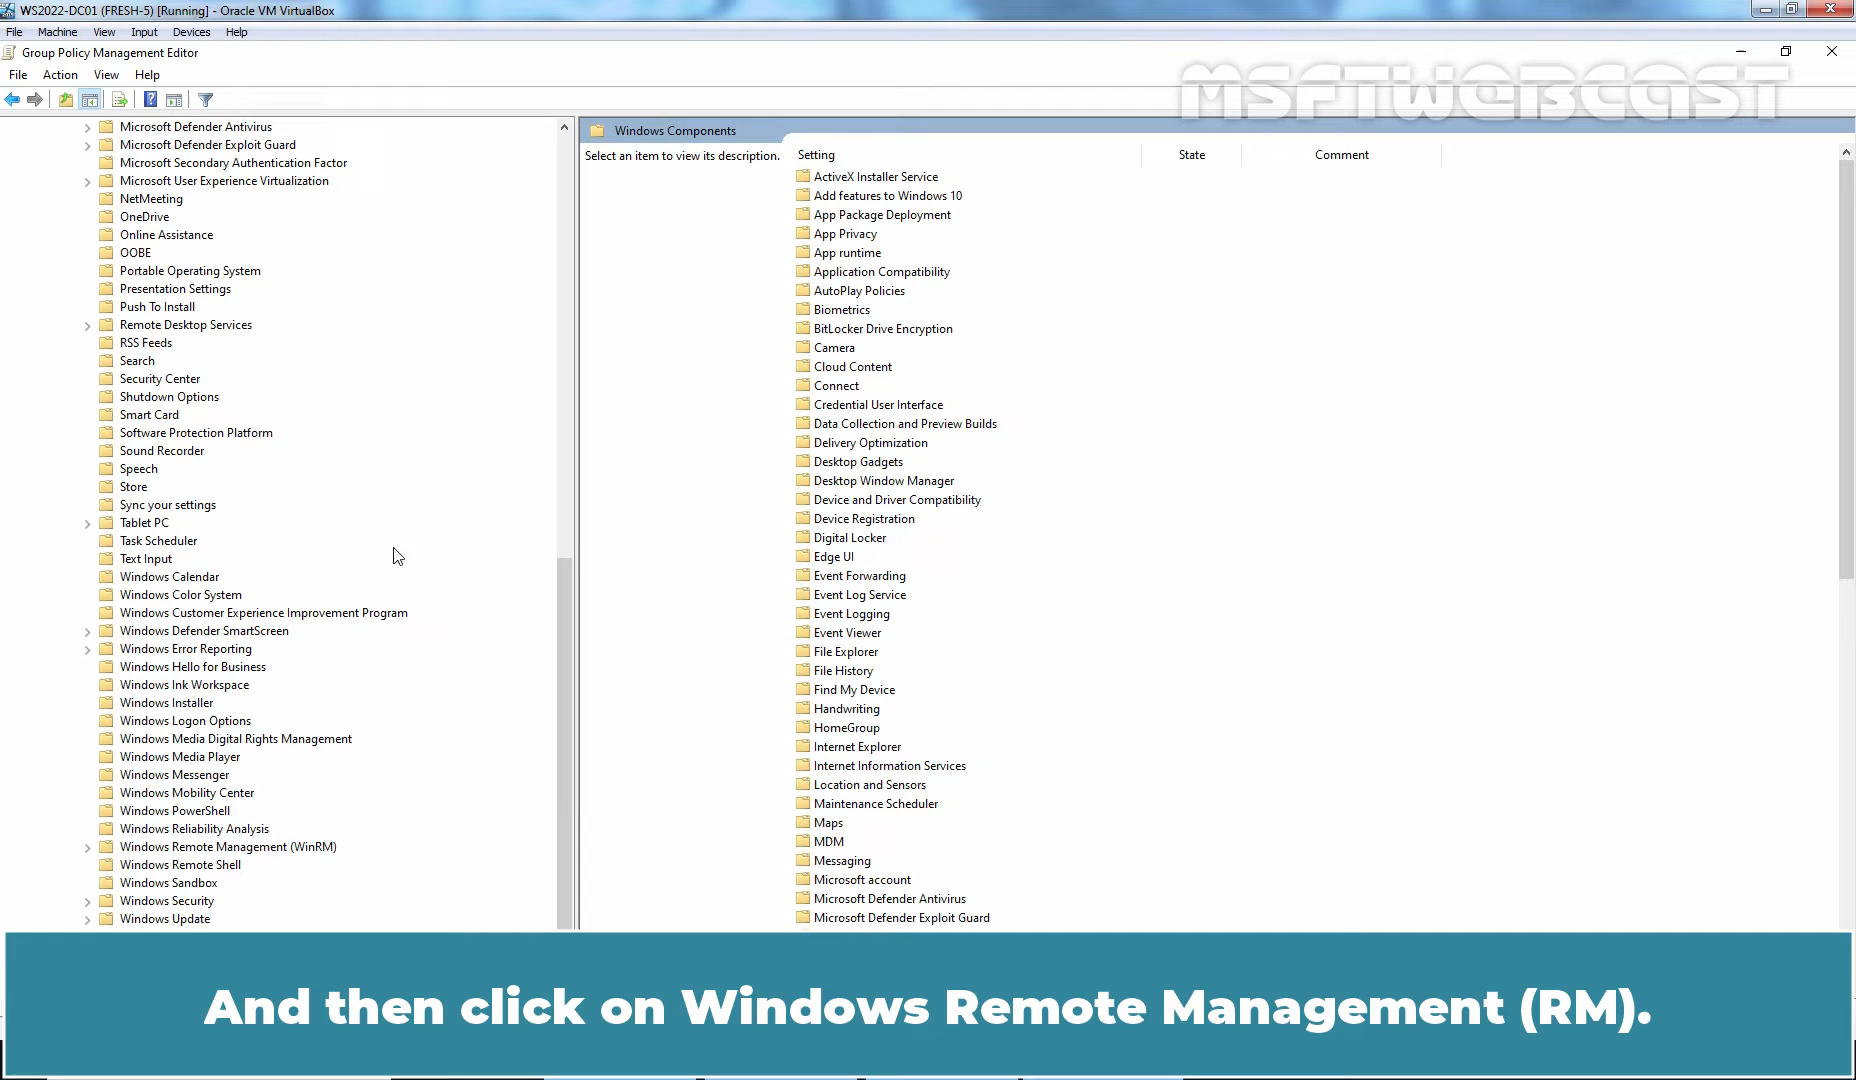 WS2022-DC01 (FRESH-5) [Running] - Oracle VM VirtualBox
File Machine View Input Devices Help
Group Policy Management Editor
File Action View Help
MSFTWEBCAST
Microsoft Defender Antivirus
Microsoft Defender Exploit Guard
Microsoft Secondary Authentication Factor
Microsoft User Experience Virtualization
NetMeeting
OneDrive
Online Assistance
OOBE
Portable Operating System
Presentation Settings
Push To Install
Remote Desktop Services
RSS Feeds
Search
Security Center
Shutdown Options
Smart Card
Software Protection Platform
Sound Recorder
Speech
Store
Sync your settings
Tablet PC
Task Scheduler
Text Input
Windows Calendar
Windows Color System
Windows Customer Experience Improvement Program
Windows Defender SmartScreen
Windows Error Reporting
Windows Hello for Business
Windows Ink Workspace
Windows Installer
Windows Logon Options
Windows Media Digital Rights Management
Windows Media Player
Windows Messenger
Windows Mobility Center
Windows PowerShell
Windows Reliability Analysis
Windows Remote Management (WinRM)
Windows Remote Shell
Windows Sandbox
Windows Security
Windows Update
Windows Components
Select an item to view its description.
Setting State Comment
ActiveX Installer Service
Add features to Windows 10
App Package Deployment
App Privacy
App runtime
Application Compatibility
AutoPlay Policies
Biometrics
BitLocker Drive Encryption
Camera
Cloud Content
Connect
Credential User Interface
Data Collection and Preview Builds
Delivery Optimization
Desktop Gadgets
Desktop Window Manager
Device and Driver Compatibility
Device Registration
Digital Locker
Edge UI
Event Forwarding
Event Log Service
Event Logging
Event Viewer
File Explorer
File History
Find My Device
Handwriting
HomeGroup
Internet Explorer
Internet Information Services
Location and Sensors
Maintenance Scheduler
Maps
MDM
Messaging
Microsoft account
Microsoft Defender Antivirus
Microsoft Defender Exploit Guard
And then click on Windows Remote Management (RM).